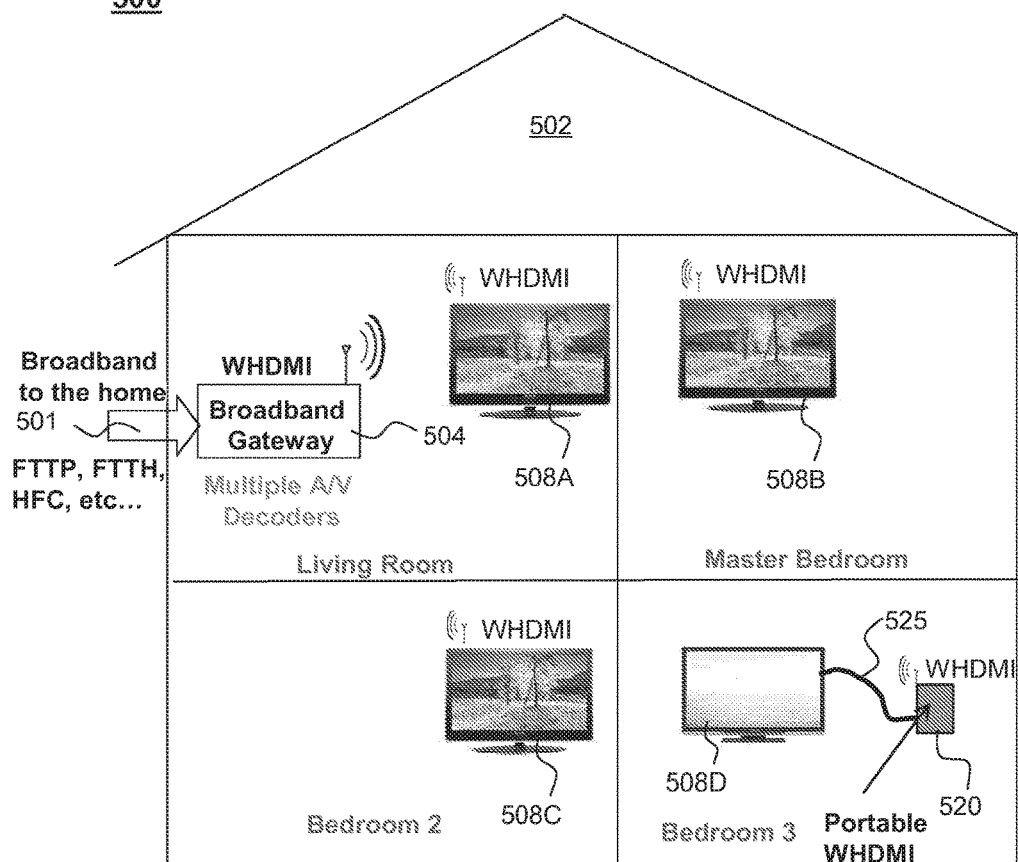 500
502
WHDMI
WHDMI
Broadband
to the home
501
FTTP, FTTH,
HFC, etc...
WHDMI
Broadband
Gateway
504
Multiple A/V
Decoders
508A
508B
Living Room
Master Bedroom
WHDMI
525
WHDMI
508C
508D
520
Bedroom 2
Bedroom 3
Portable
WHDMI